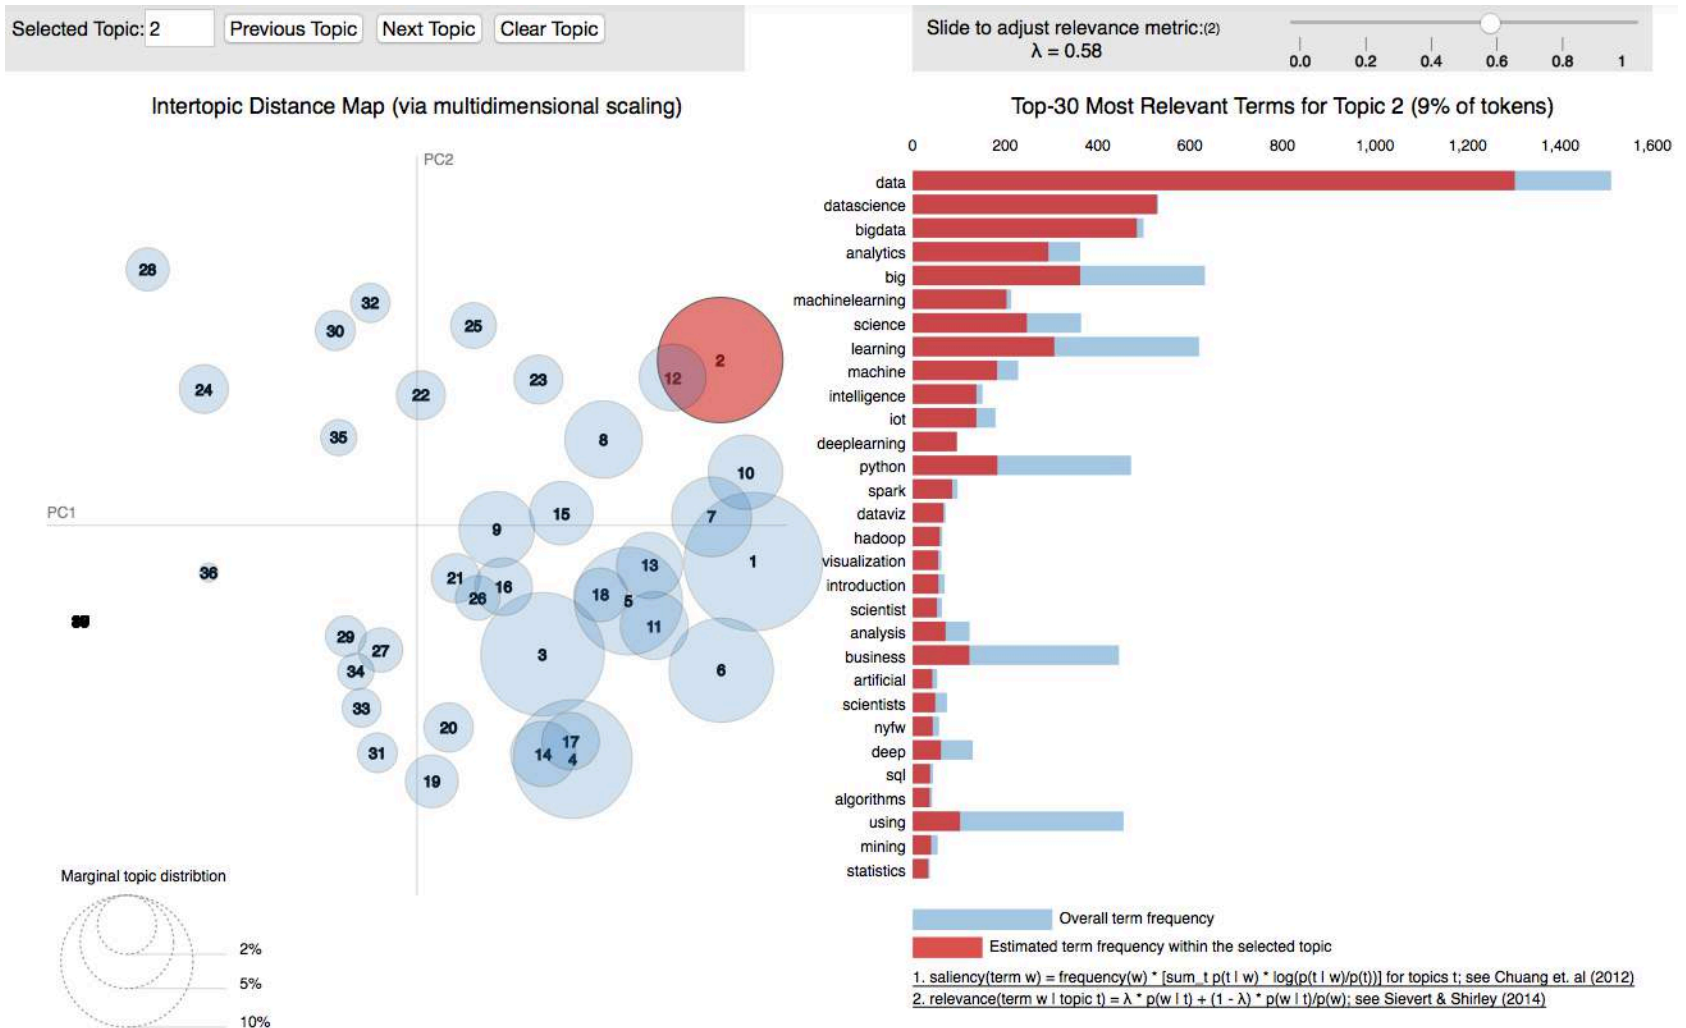 Selected Topic: 2 Previous Topic Next Topic Clear Topic
Slide to adjust relevance metric:(2)
λ = 0.58
0.0 0.2 0.4 0.6 0.8 1
Intertopic Distance Map (via multidimensional scaling)
PC2
PC1
28
32
30
25
2
12
23
24
22
35
8
10
15
7
9
1
13
36
21
16
26
18
5
11
29
27
34
3
6
33
20
17
14
4
31
19
Marginal topic distribtion
2%
5%
10%
Top-30 Most Relevant Terms for Topic 2 (9% of tokens)
0 200 400 600 800 1,000 1,200 1,400 1,600
data
datascience
bigdata
analytics
big
machinelearning
science
learning
machine
intelligence
iot
deeplearning
python
spark
dataviz
hadoop
visualization
introduction
scientist
analysis
business
artificial
scientists
nyfw
deep
sql
algorithms
using
mining
statistics
Overall term frequency
Estimated term frequency within the selected topic
1. saliency(term w) = frequency(w) * [sum_t p(t | w) * log(p(t | w)/p(t))] for topics t; see Chuang et. al (2012)
2. relevance(term w | topic t) = λ * p(w | t) + (1 - λ) * p(w | t)/p(w); see Sievert & Shirley (2014)